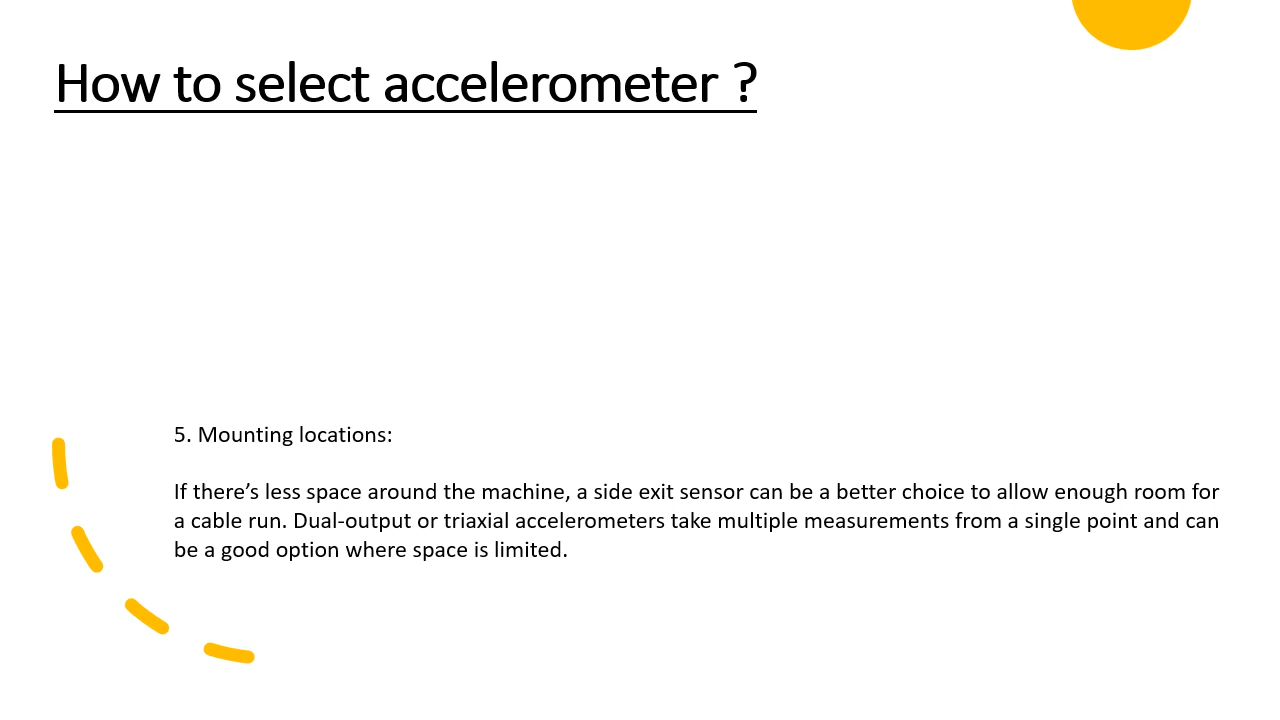 How to select accelerometer ?
5. Mounting locations:
If there’s less space around the machine, a side exit sensor can be a better choice to allow enough room for
a cable run. Dual-output or triaxial accelerometers take multiple measurements from a single point and can
be a good option where space is limited.